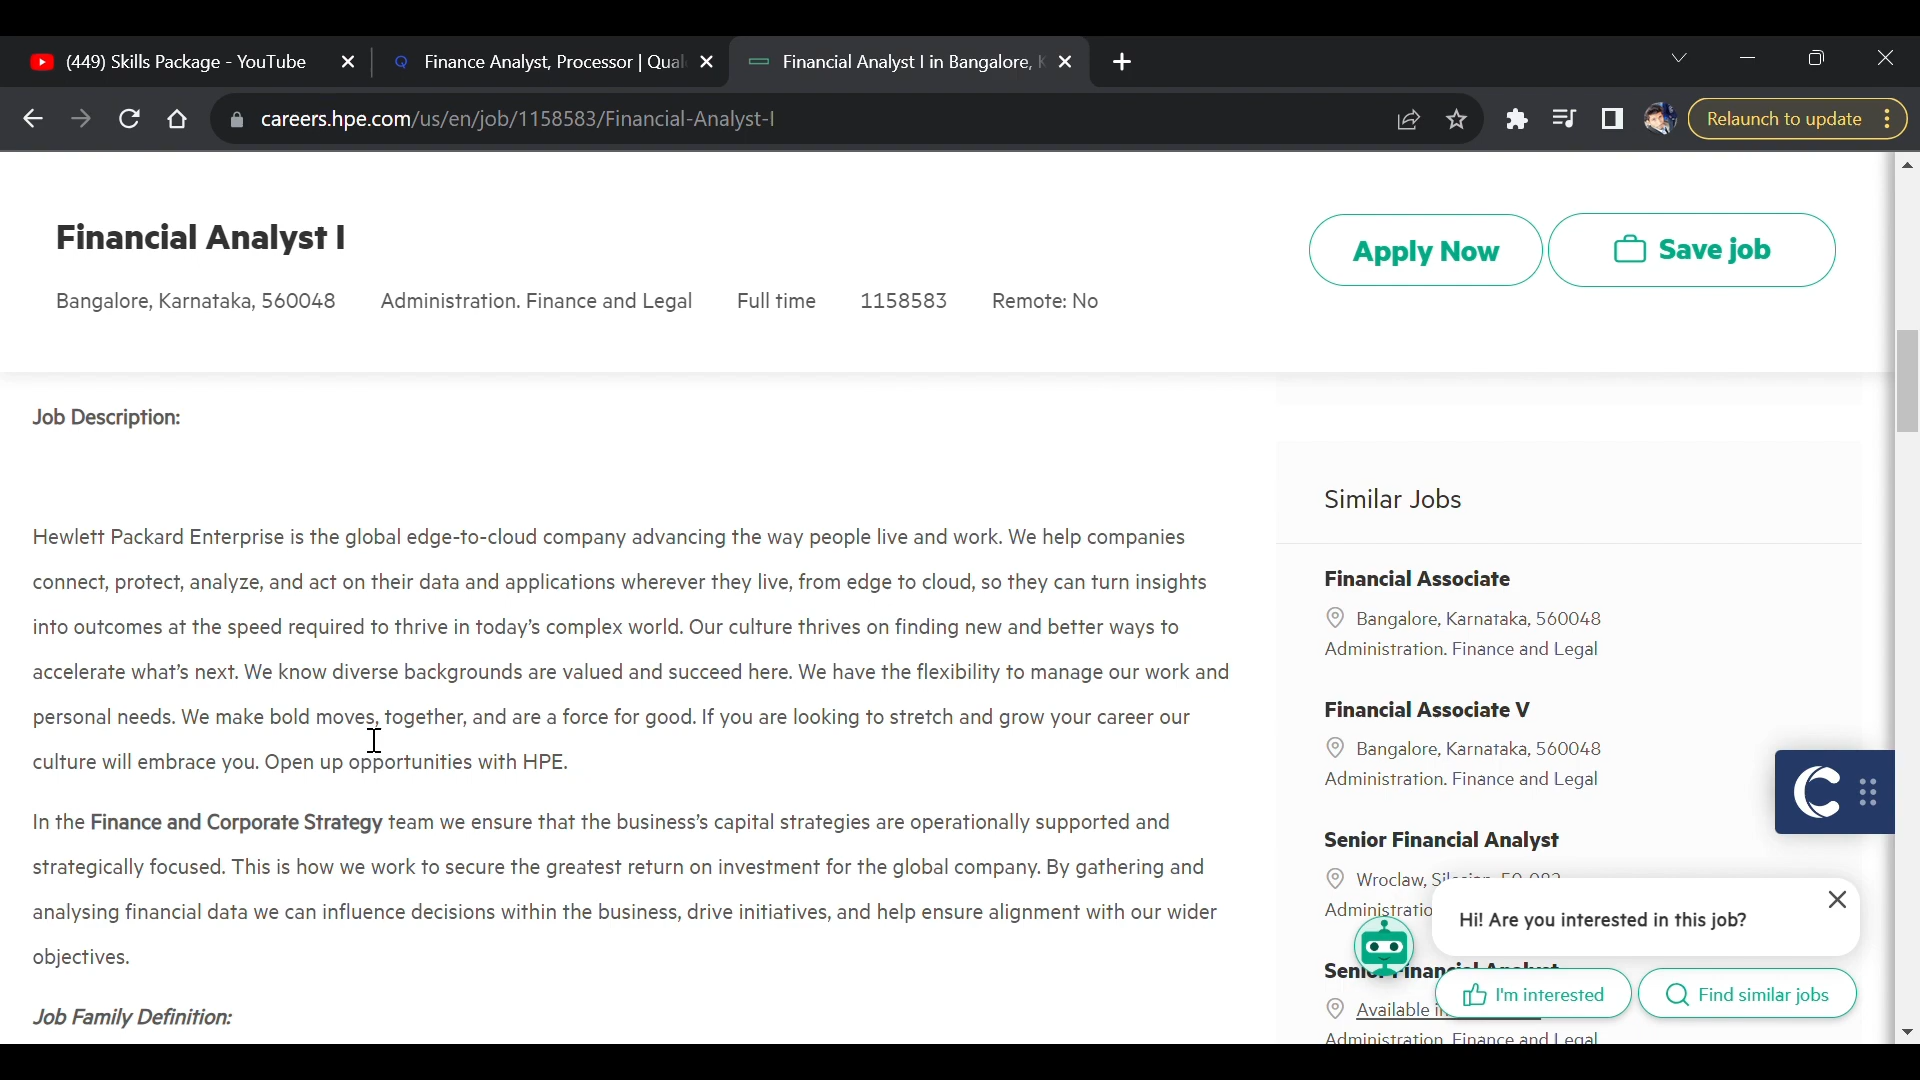 (449) Skills Package - YouTube
Finance Analyst, Processor | Qual
Financial Analyst I in Bangalore, K
careers.hpe.com/us/en/job/1158583/Financial-Analyst-I
Relaunch to update
Financial Analyst I
Apply Now
Save job
Bangalore, Karnataka, 560048 Administration. Finance and Legal Full time 1158583 Remote: No
Job Description:
Hewlett Packard Enterprise is the global edge-to-cloud company advancing the way people live and work. We help companies
connect, protect, analyze, and act on their data and applications wherever they live, from edge to cloud, so they can turn insights
into outcomes at the speed required to thrive in today's complex world. Our culture thrives on finding new and better ways to
accelerate what's next. We know diverse backgrounds are valued and succeed here. We have the flexibility to manage our work and
personal needs. We make bold moves, together, and are a force for good. If you are looking to stretch and grow your career our
culture will embrace you. Open up opportunities with HPE.
In the Finance and Corporate Strategy team we ensure that the business's capital strategies are operationally supported and
strategically focused. This is how we work to secure the greatest return on investment for the global company. By gathering and
analysing financial data we can influence decisions within the business, drive initiatives, and help ensure alignment with our wider
objectives.
Job Family Definition:
Similar Jobs
Financial Associate
Bangalore, Karnataka, 560048
Administration. Finance and Legal
Financial Associate V
Bangalore, Karnataka, 560048
Administration. Finance and Legal
Senior Financial Analyst
Wroclaw,
Administratio
Available in
Administration. Finance and Legal
Hi! Are you interested in this job?
I'm interested
Find similar jobs